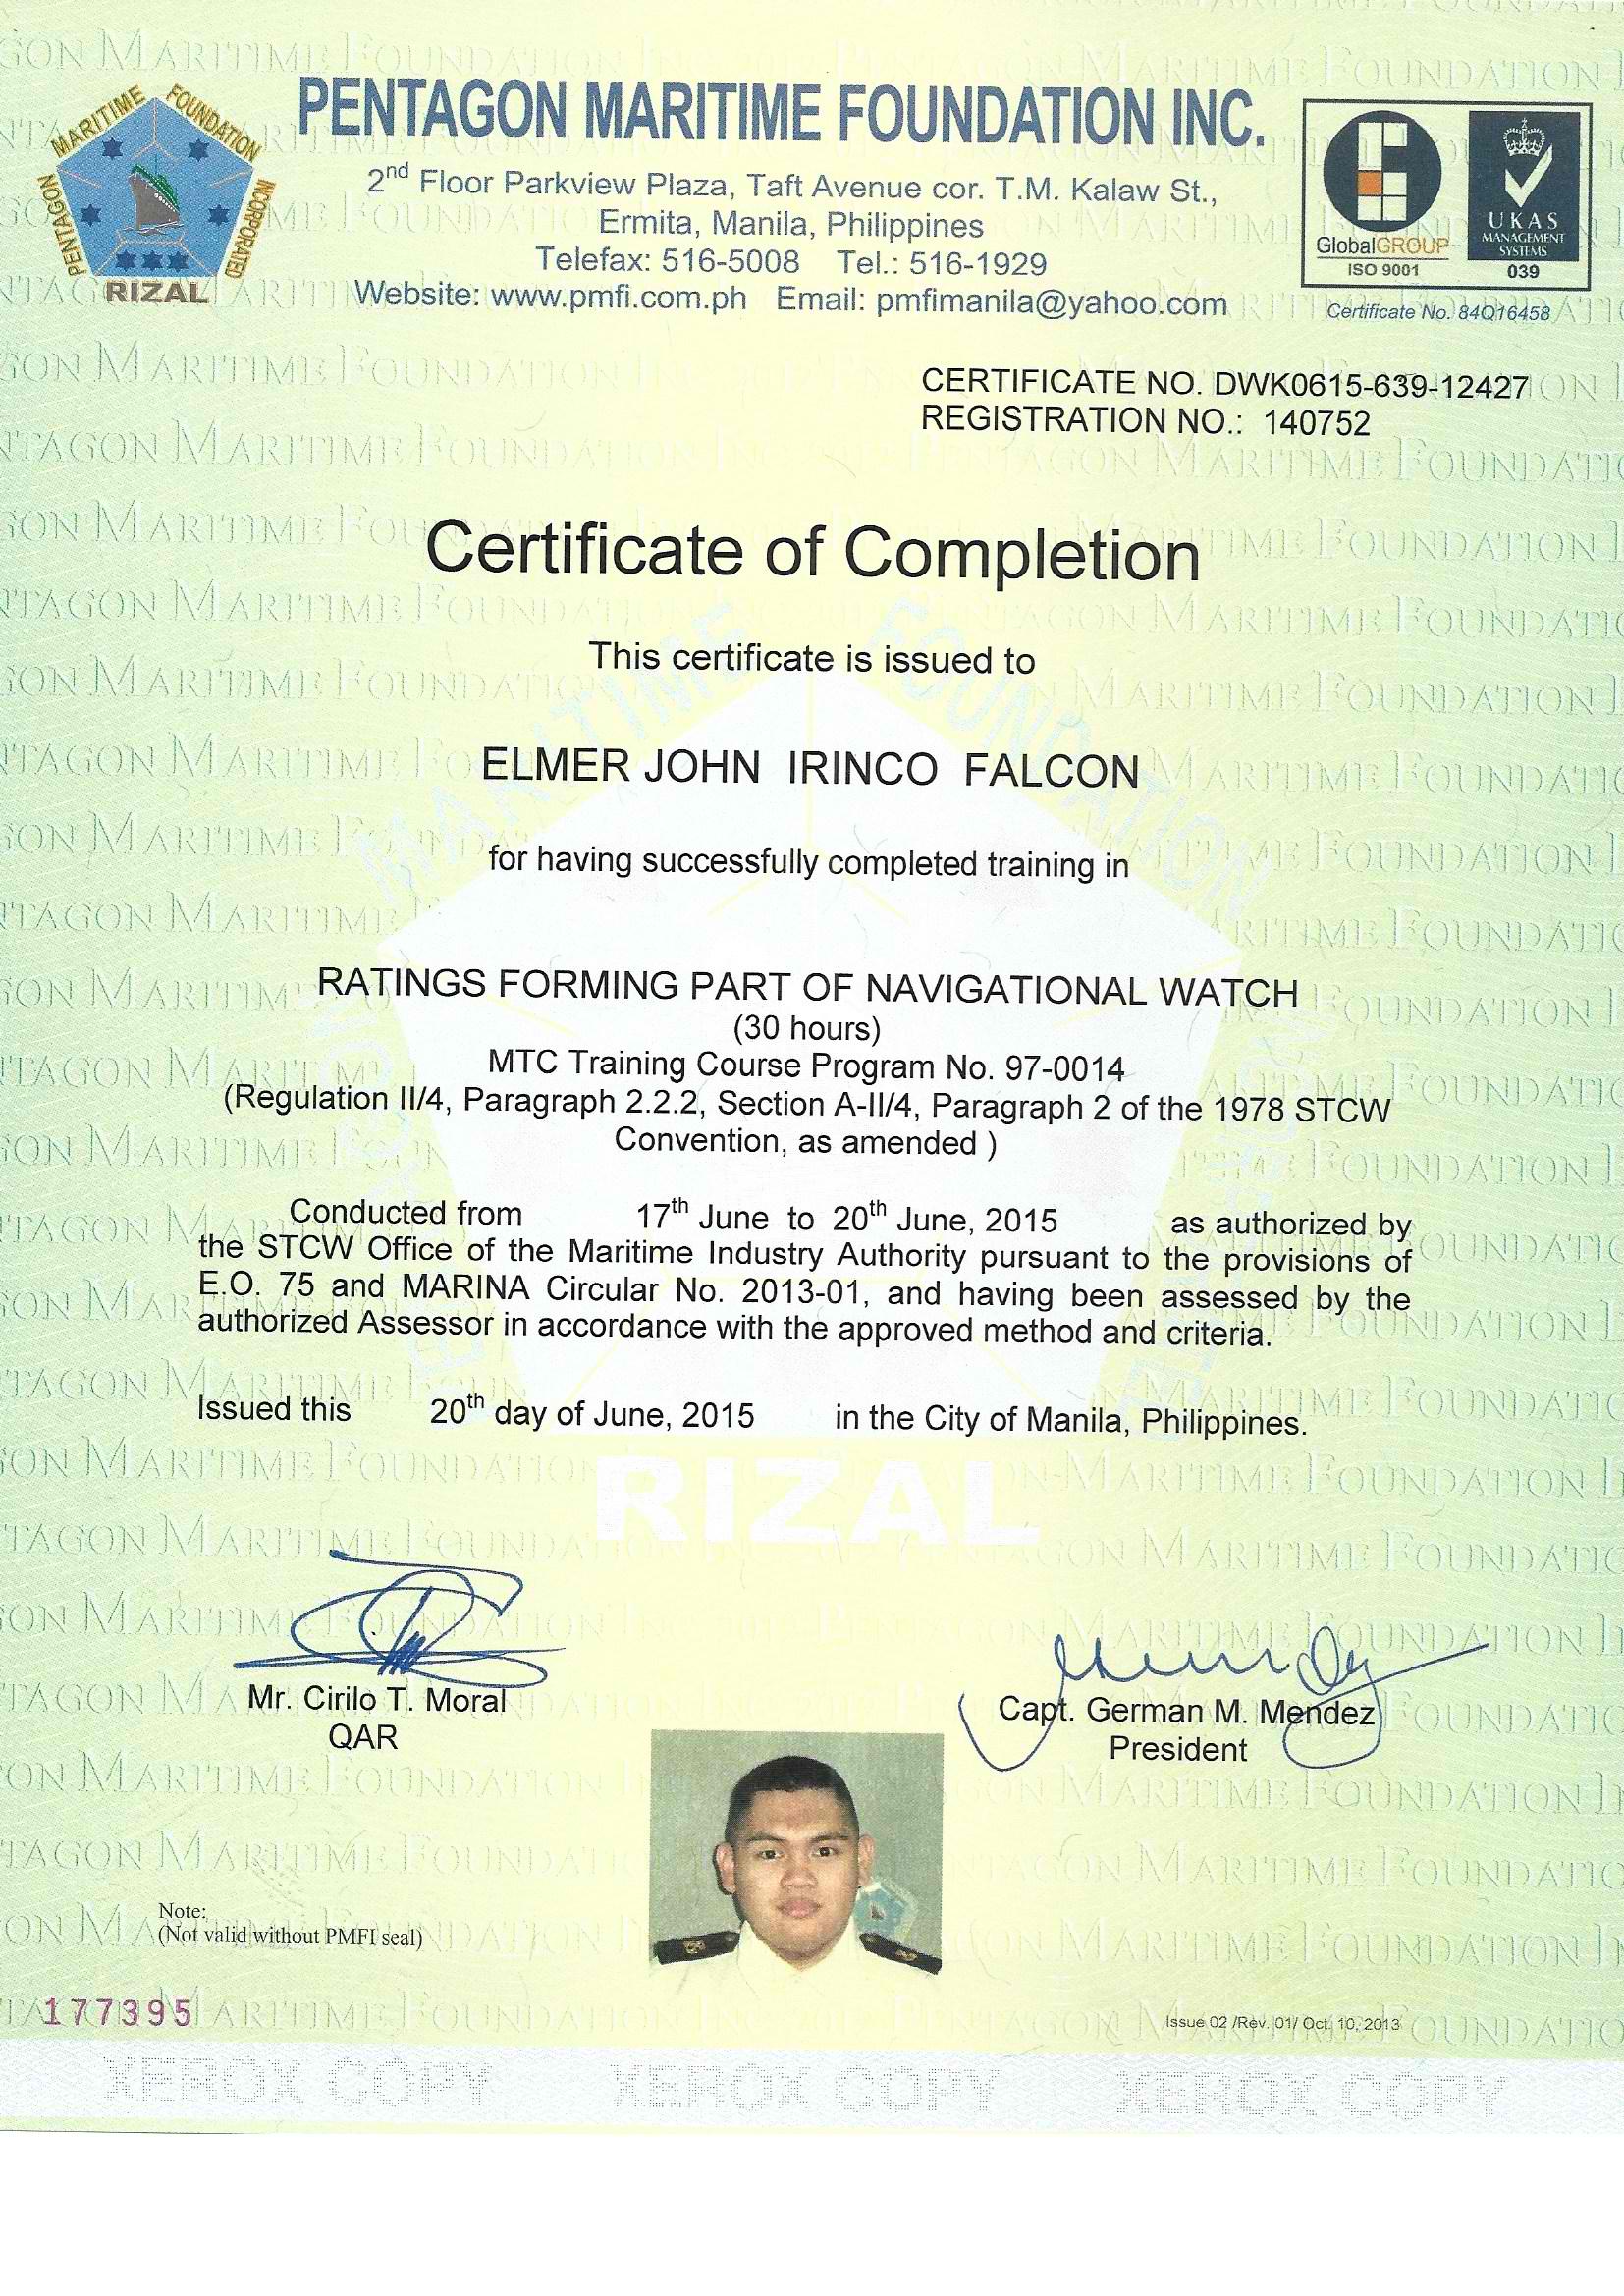 PENTAGON MARITIME FOUNDATION INCORPORATED
RIZAL
PENTAGON MARITIME FOUNDATION INC.
2nd Floor Parkview Plaza, Taft Avenue cor. T.M. Kalaw St.,
Ermita, Manila, Philippines
Telefax: 516-5008 Tel.: 516-1929
Website: www.pmfi.com.ph Email: pmfimanila@yahoo.com
GlobalGROUP
ISO 9001
UKAS
MANAGEMENT
SYSTEMS
039
Certificate No. 84Q16458
CERTIFICATE NO. DWK0615-639-12427
REGISTRATION NO.: 140752
Certificate of Completion
This certificate is issued to
ELMER JOHN IRINCO FALCON
for having successfully completed training in
RATINGS FORMING PART OF NAVIGATIONAL WATCH
(30 hours)
MTC Training Course Program No. 97-0014
(Regulation II/4, Paragraph 2.2.2, Section A-II/4, Paragraph 2 of the 1978 STCW
Convention, as amended )
Conducted from 17th June to 20th June, 2015 as authorized by
the STCW Office of the Maritime Industry Authority pursuant to the provisions of
E.O. 75 and MARINA Circular No. 2013-01, and having been assessed by the
authorized Assessor in accordance with the approved method and criteria.
Issued this 20th day of June, 2015 in the City of Manila, Philippines.
RIZAL
Mr. Cirilo T. Moral
QAR
Capt. German M. Mendez
President
Note:
(Not valid without PMFI seal)
177395
Issue 02 /Rev. 01/ Oct. 10, 2013
XEROX COPY XEROX COPY XEROX COPY